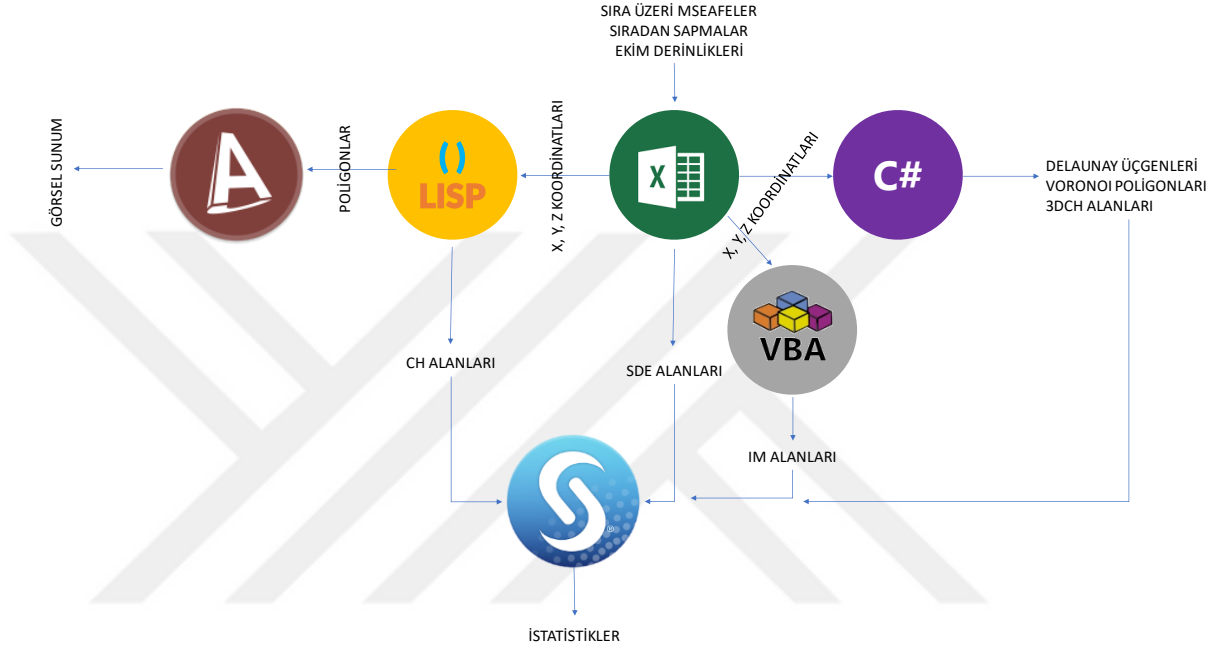 SIRA ÜZERİ MSEAFELER
SIRADAN SAPMALAR
EKİM DERİNLİKLERİ
GÖRSEL SUNUM
A
POLİGONLAR
()
LISP
X, Y, Z KOORDİNATLARI
X
X, Y, Z KOORDİNATLARI
C#
DELAUNAY ÜÇGENLERİ
VORONOI POLİGONLARI
3DCH ALANLARI
VBA
CH ALANLARI
SDE ALANLARI
IM ALANLARI
S
®
İSTATİSTİKLER